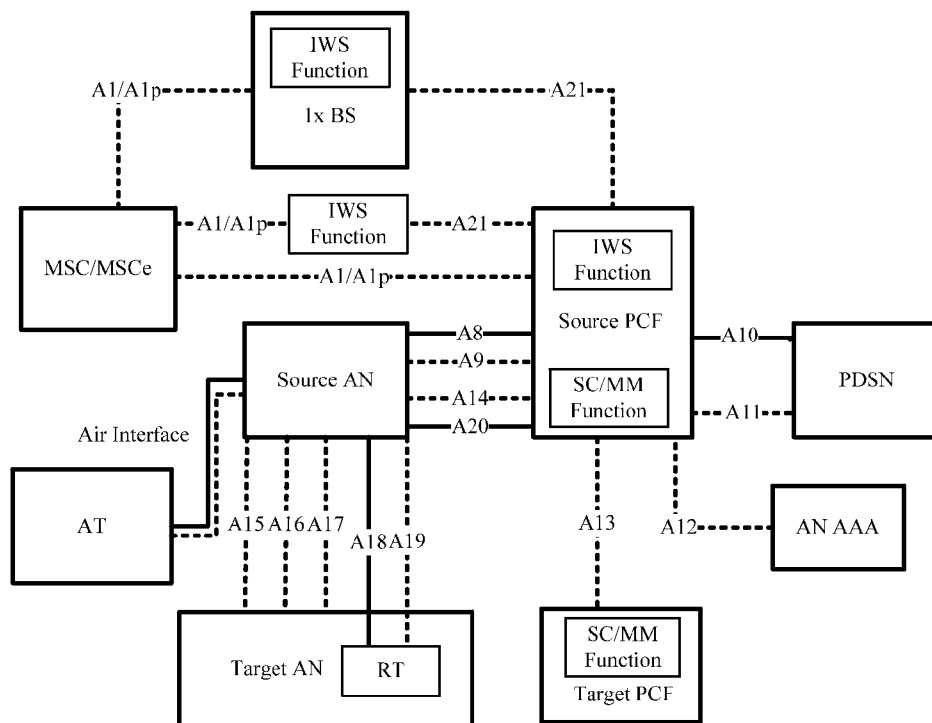 IWS
Function
1x BS
A1/A1p
A21
A1/A1p
IWS
Function
A21
MSC/MSCe
IWS
Function
A1/A1p
Source PCF
A8
A10
A9
Source AN
PDSN
SC/MM
Function
A14
A11
A20
Air Interface
AT
A15
A16
A17
A18
A19
A13
A12
AN AAA
SC/MM
Function
Target AN
RT
Target PCF